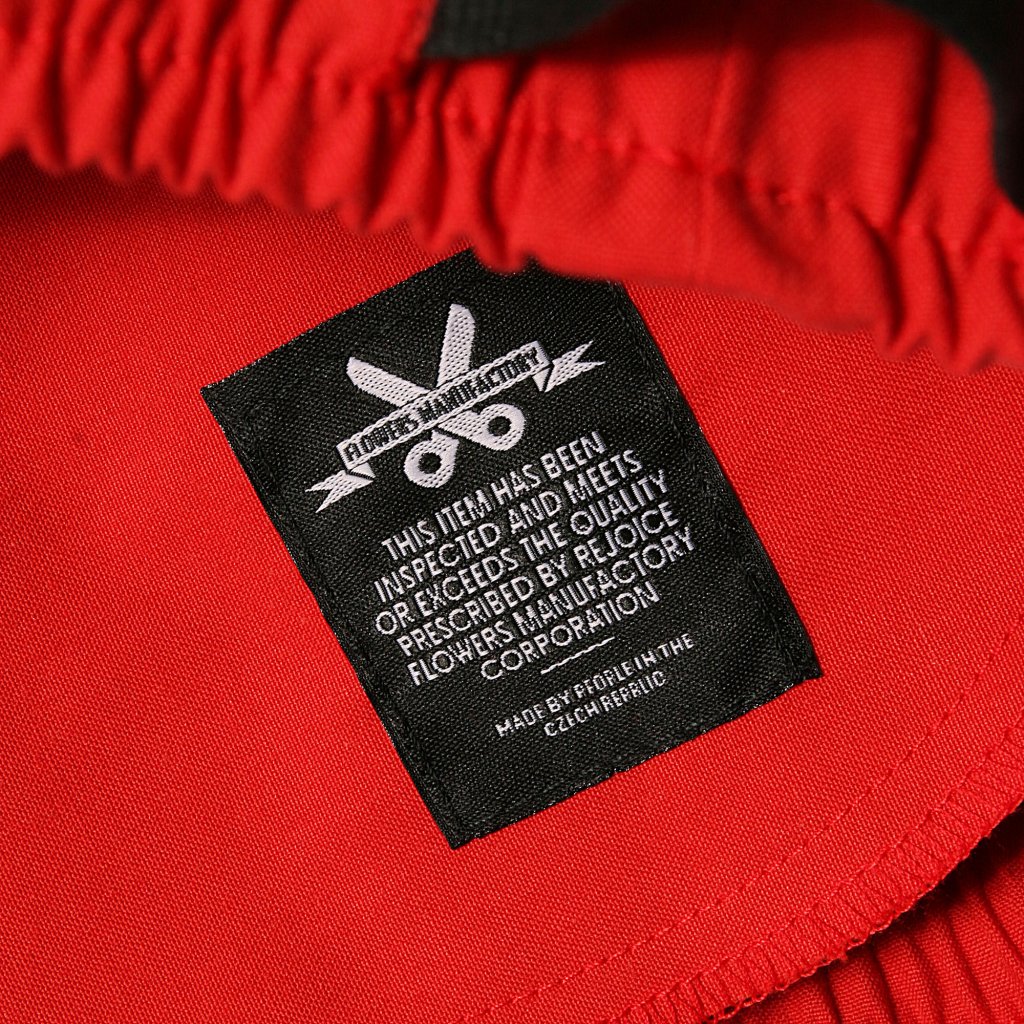 FLOWERS MANUFACTORY
THIS ITEM HAS BEEN
INSPECTED AND MEETS
OR EXCEEDS THE QUALITY
PRESCRIBED BY REJOICE
FLOWERS MANUFACTORY
CORPORATION
MADE BY PEOPLE IN THE
CZECH REPBLIC